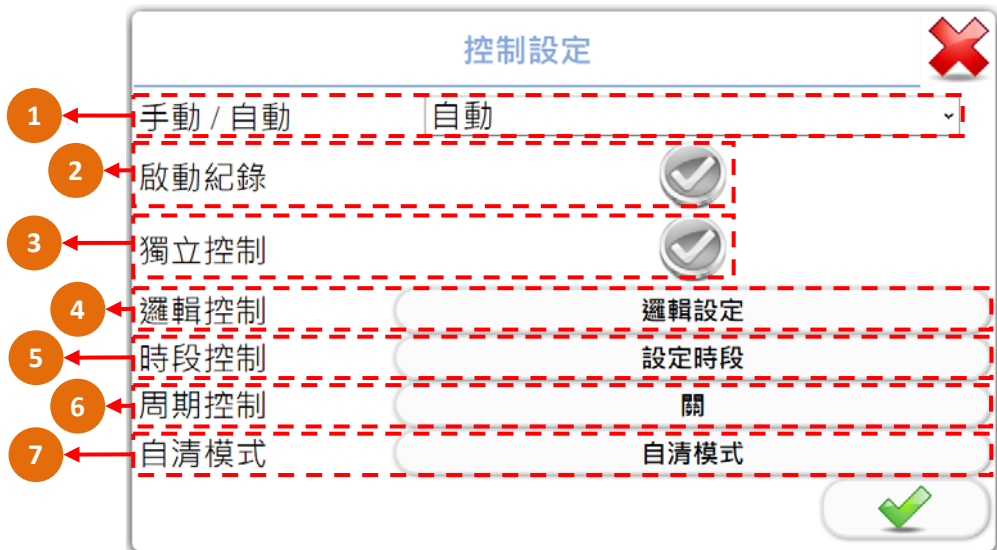 控制設定
1 手動 / 自動 自動
2 啟動紀錄
3 獨立控制
4 邏輯控制 邏輯設定
5 時段控制 設定時段
6 周期控制 關
7 自清模式 自清模式